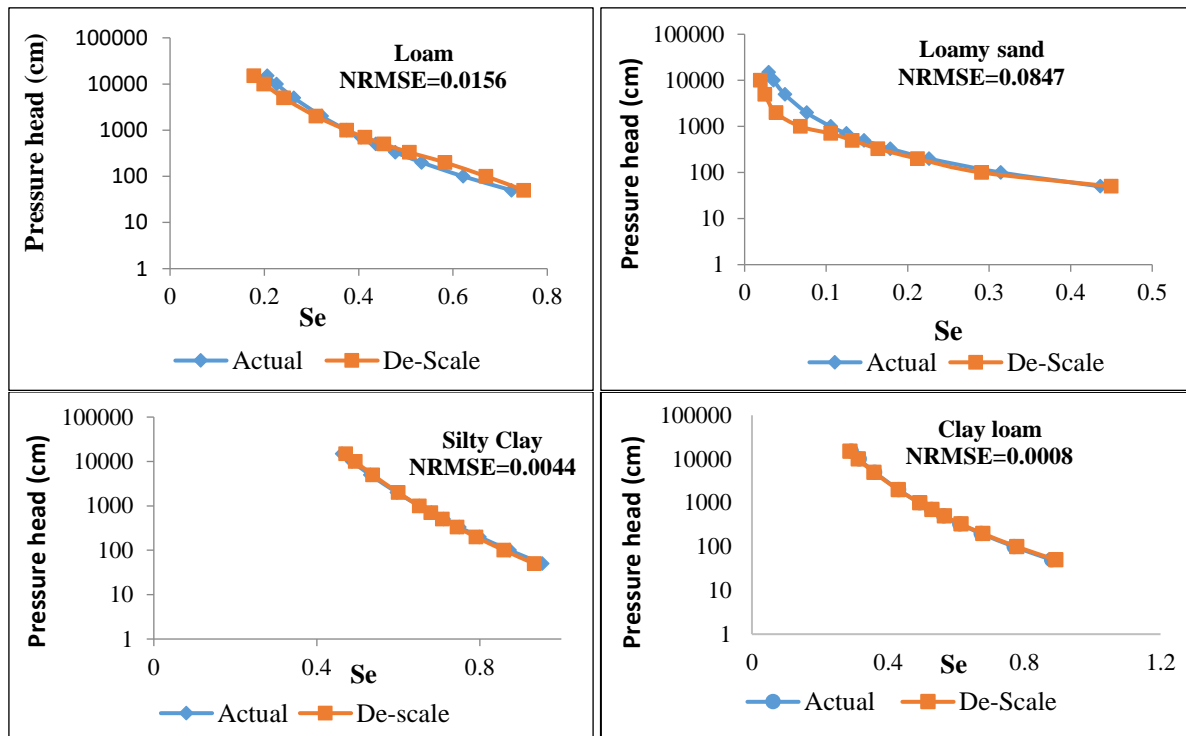 Loam
NRMSE=0.0156
Pressure head (cm)
100000
10000
1000
100
10
1
0 0.2 0.4 0.6 0.8
Se
Actual De-Scale
Loamy sand
NRMSE=0.0847
Pressure head (cm)
100000
10000
1000
100
10
1
0 0.1 0.2 0.3 0.4 0.5
Se
Actual De-Scale
Silty Clay
NRMSE=0.0044
Pressure head (cm)
100000
10000
1000
100
10
1
0 0.4 0.8
Se
Actual De-scale
Clay loam
NRMSE=0.0008
Pressure head (cm)
100000
10000
1000
100
10
1
0 0.4 0.8 1.2
Se
Actual De-Scale